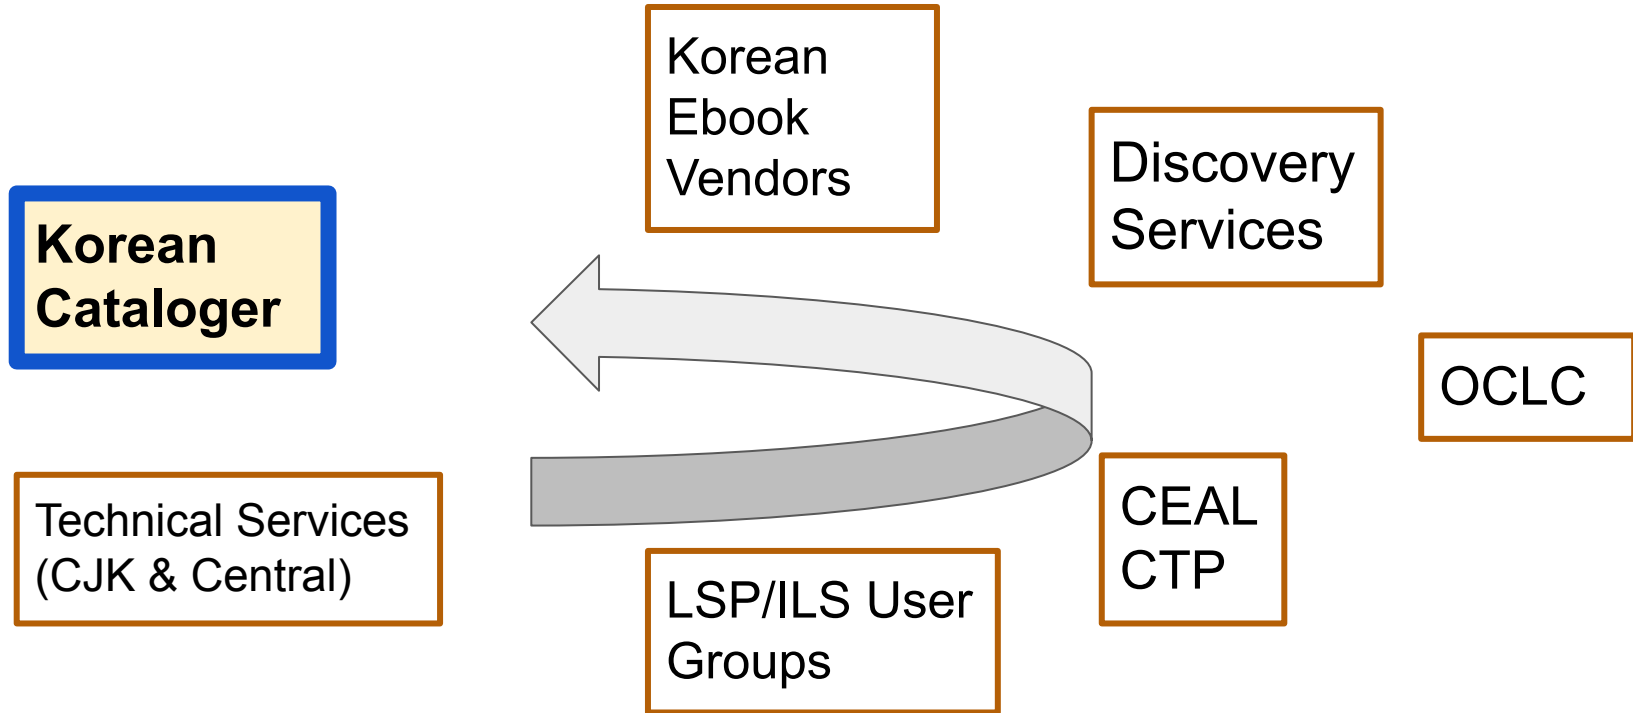 Korean
Ebook
Vendors
Discovery
Services
Korean
Cataloger
OCLC
Technical Services
(CJK & Central)
CEAL
CTP
LSP/ILS User
Groups